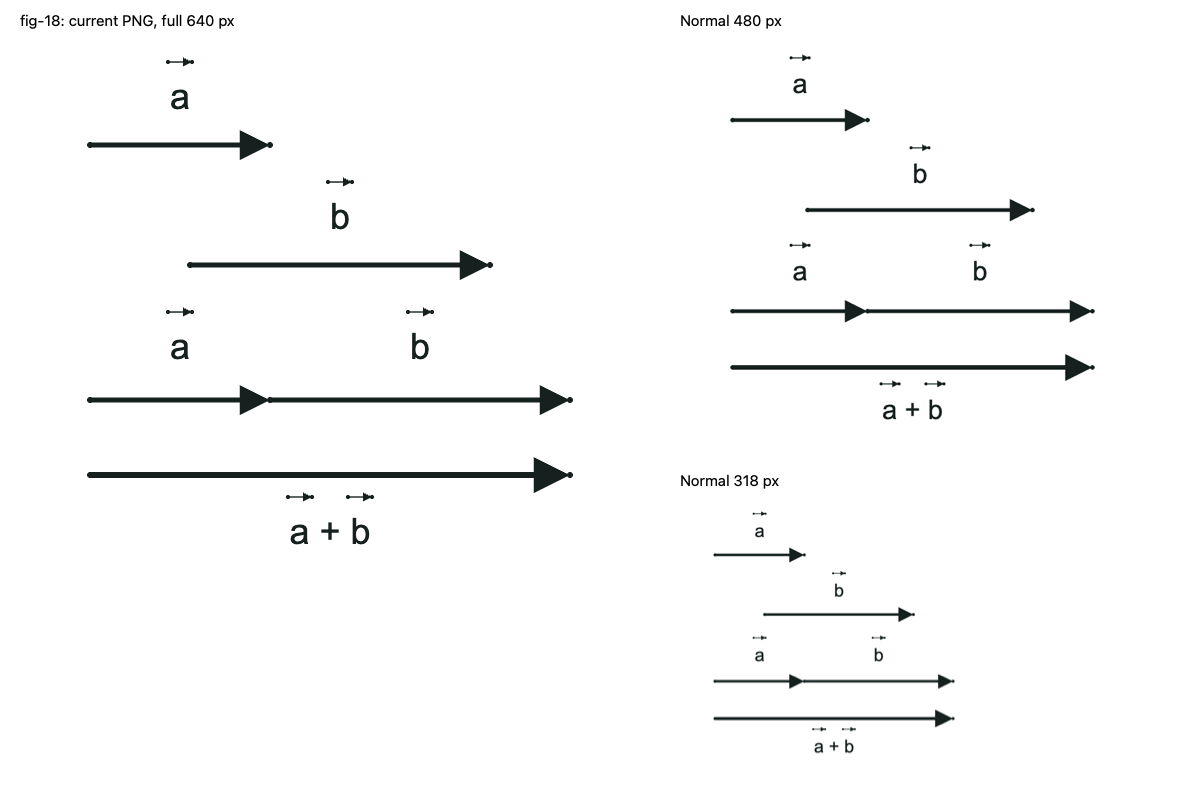 fig-18: current PNG, full 640 px
a
b
a b
a + b
Normal 480 px
a
b
a b
a + b
Normal 318 px
a
b
a b
a + b